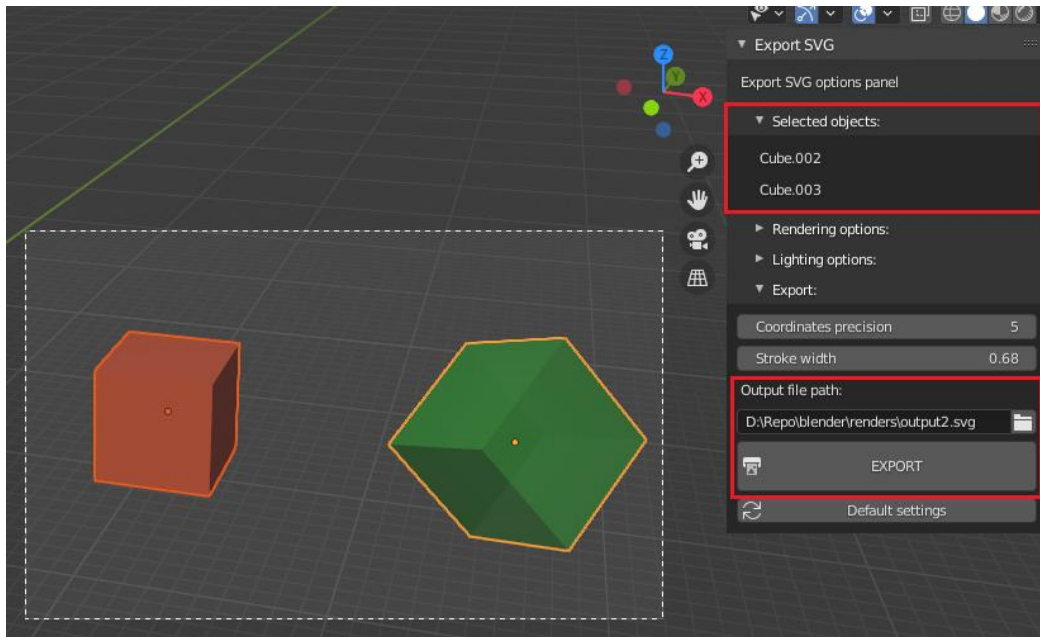 Export SVG
Z
Y
X
Export SVG options panel
Selected objects:
Cube.002
Cube.003
Rendering options:
Lighting options:
Export:
Coordinates precision 5
Stroke width 0.68
Output file path:
D:\Repo\blender\renders\output2.svg
EXPORT
Default settings